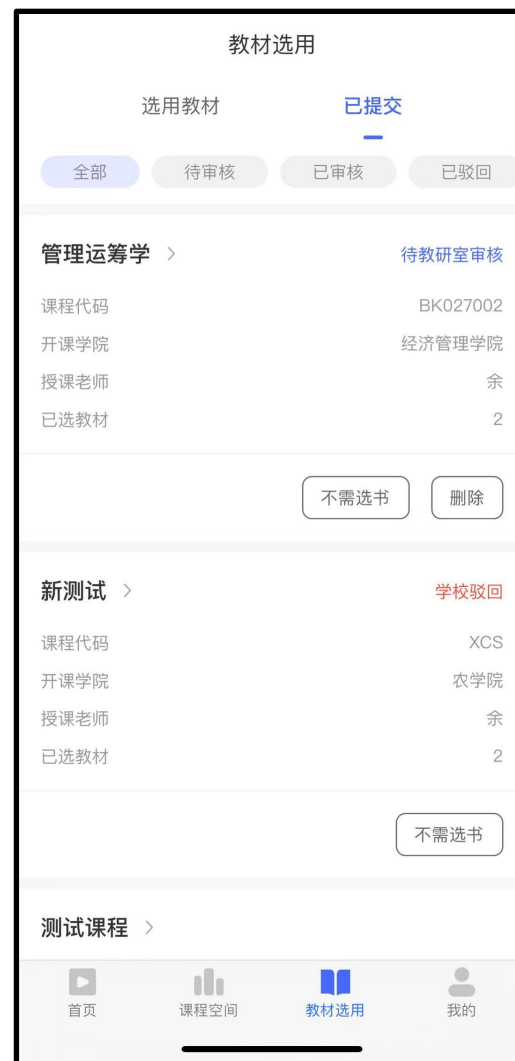 教材选用
选用教材 已提交
全部 待审核 已审核 已驳回
管理运筹学 > 待教研室审核
课程代码 BK027002
开课学院 经济管理学院
授课老师 余
已选教材 2
不需选书 删除
新测试 > 学校驳回
课程代码 XCS
开课学院 农学院
授课老师 余
已选教材 2
不需选书
测试课程 >
首页 课程空间 教材选用 我的